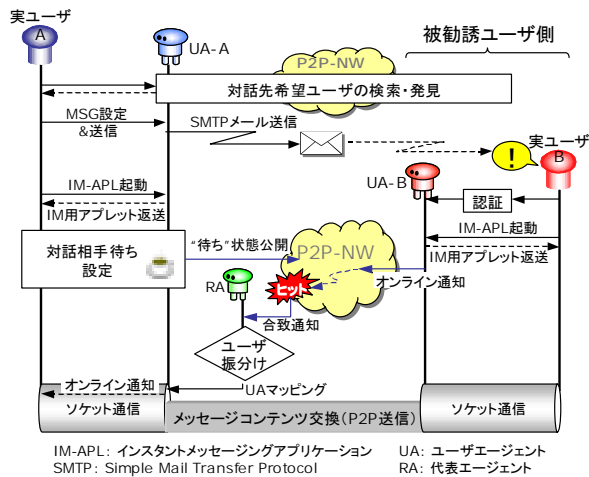 実ユーザ
A
UA-A
被勧誘ユーザ側
P2P-NW
対話先希望ユーザの検索・発見
MSG設定
&送信
SMTPメール送信
!
実ユーザ
B
UA-B
認証
IM-APL起動
IM用アプレット返送
IM-APL起動
IM用アプレット返送
対話相手待ち
設定
“待ち”状態公開
P2P-NW
オンライン通知
RA
ヒット
合致通知
ユーザ
振分け
オンライン通知
UAマッピング
ソケット通信
メッセージコンテンツ交換(P2P送信)
ソケット通信
IM-APL: インスタントメッセージングアプリケーション
UA: ユーザエージェント
SMTP: Simple Mail Transfer Protocol
RA: 代表エージェント